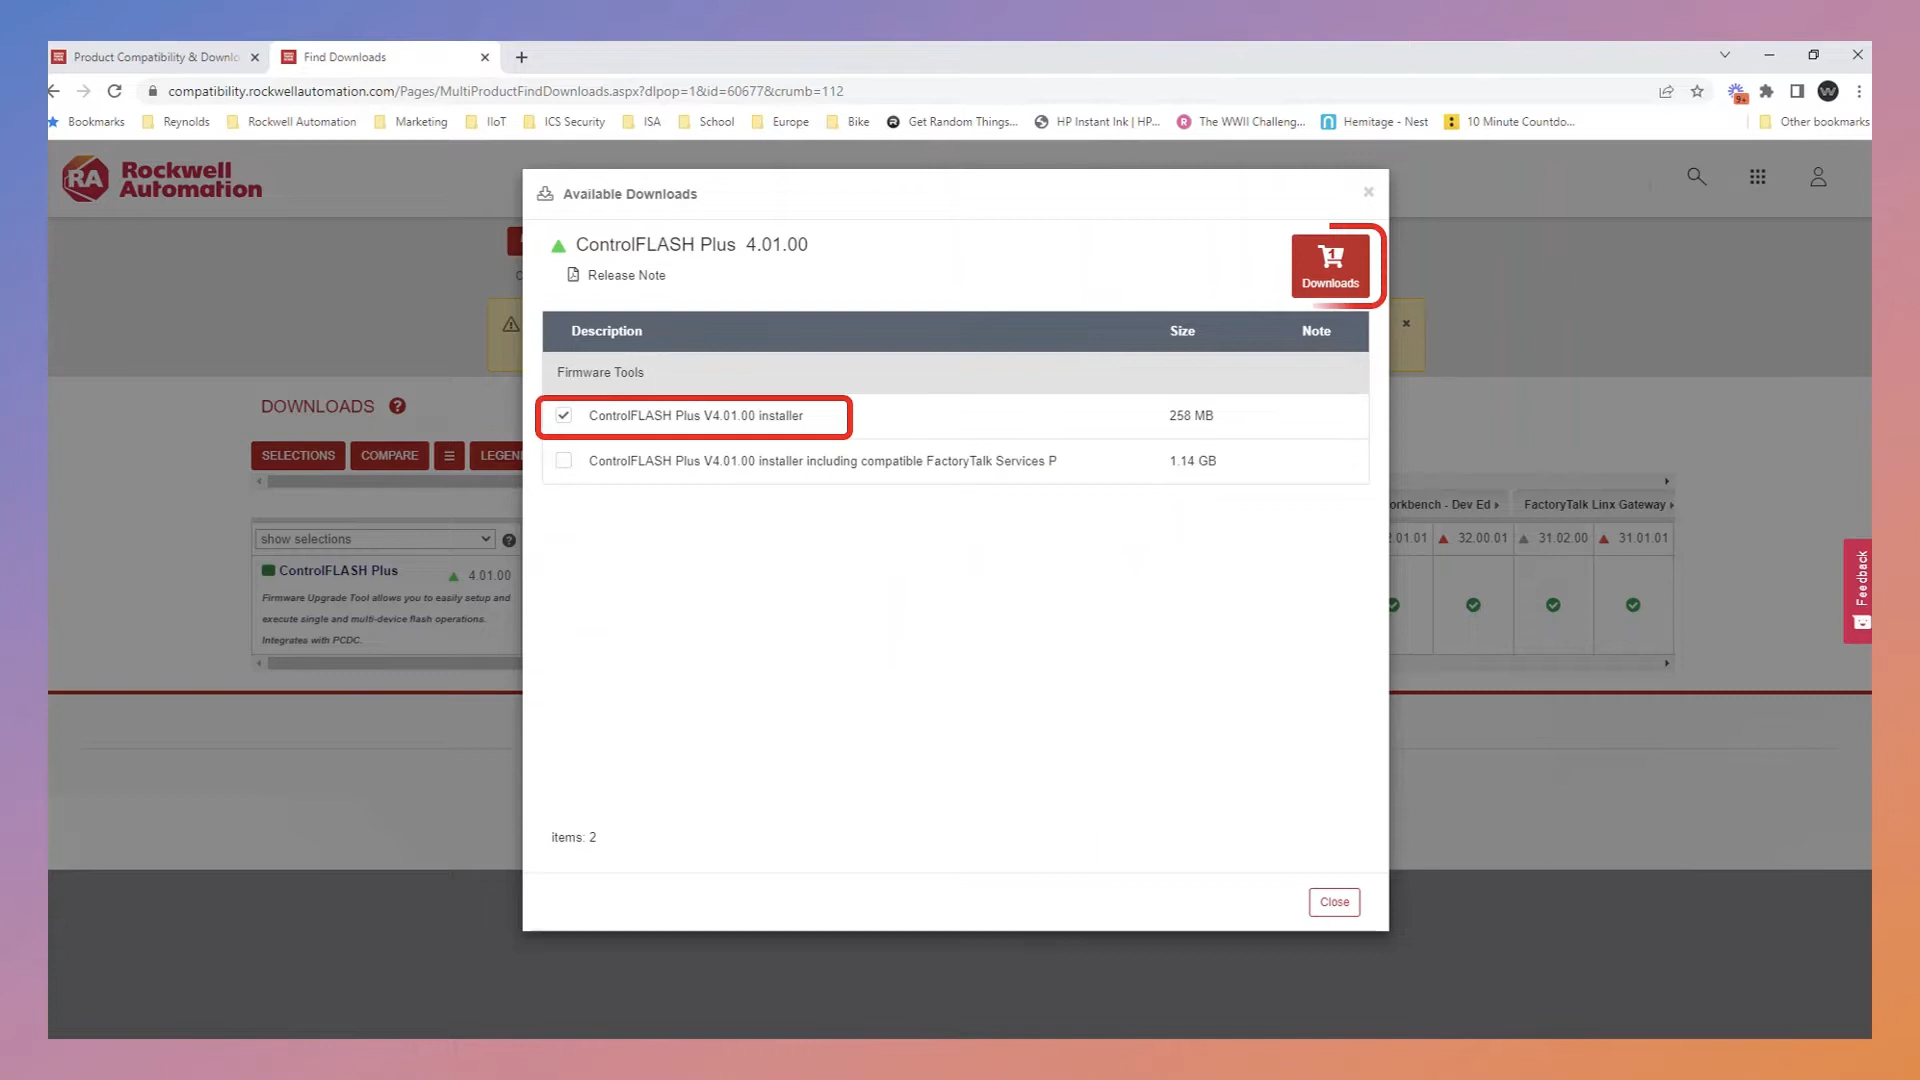 Product Compatibility & Downlo
Find Downloads
compatibility.rockwellautomation.com/Pages/MultiProductFindDownloads.aspx?dlpop=1&id=60677&crumb=112
9+
W
Bookmarks Reynolds Rockwell Automation Marketing IIoT ICS Security ISA School Europe Bike Get Random Things... HP Instant Ink | HP... The WWII Challeng... Hemitage - Nest 10 Minute Countdo... Other bookmarks
RA Rockwell
Automation
Available Downloads
ControlFLASH Plus 4.01.00
Release Note
1
Downloads
Description Size Note
Firmware Tools
ControlFLASH Plus V4.01.00 installer 258 MB
ControlFLASH Plus V4.01.00 installer including compatible FactoryTalk Services P 1.14 GB
items: 2
Close
DOWNLOADS ?
SELECTIONS COMPARE LEGEN
show selections
ControlFLASH Plus 4.01.00
Firmware Upgrade Tool allows you to easily setup and
execute single and multi-device flash operations.
Integrates with PCDC.
orkbench - Dev Ed FactoryTalk Linx Gateway
.01.01 32.00.01 31.02.00 31.01.01
Feedback